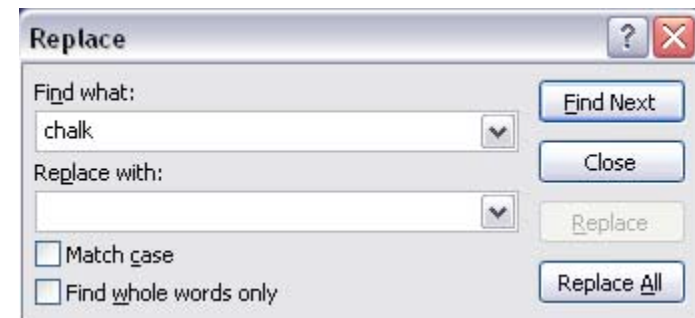 Replace
?
Find what:
Find Next
chalk
Close
Replace with:
Replace
Match case
Find whole words only
Replace All